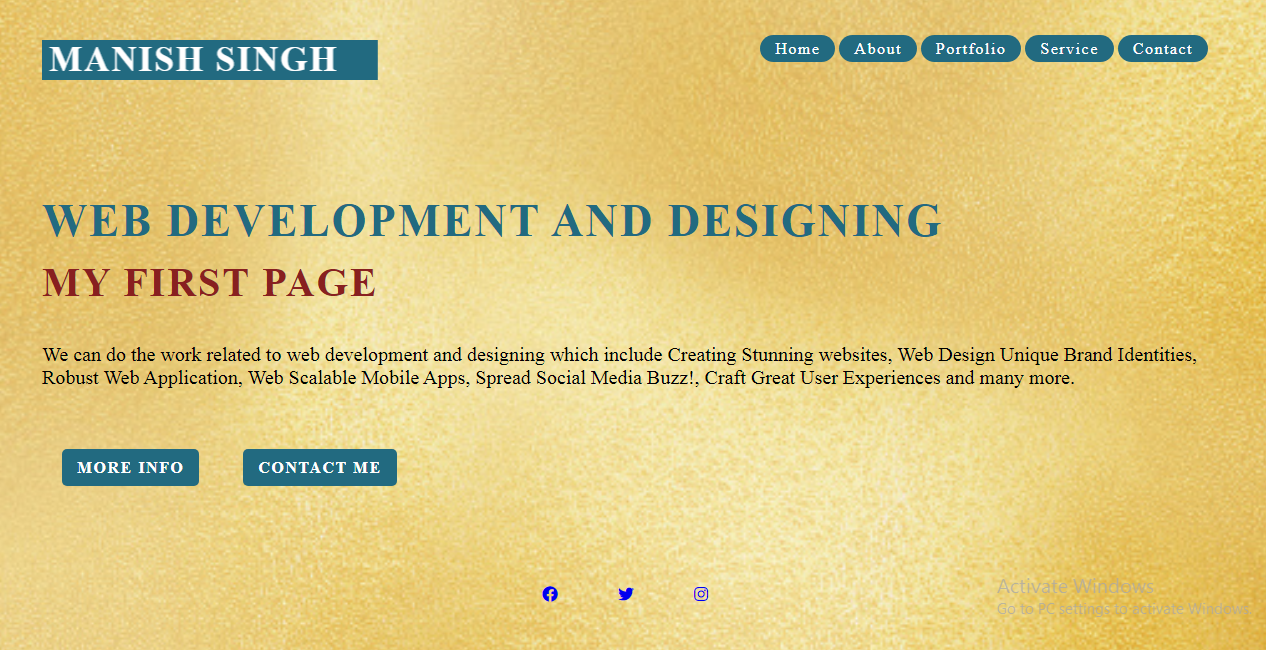 MANISH SINGH
Home About Portfolio Service Contact
WEB DEVELOPMENT AND DESIGNING
MY FIRST PAGE
We can do the work related to web development and designing which include Creating Stunning websites, Web Design Unique Brand Identities,
Robust Web Application, Web Scalable Mobile Apps, Spread Social Media Buzz!, Craft Great User Experiences and many more.
MORE INFO CONTACT ME
Activate Windows
Go to PC settings to activate Windows.